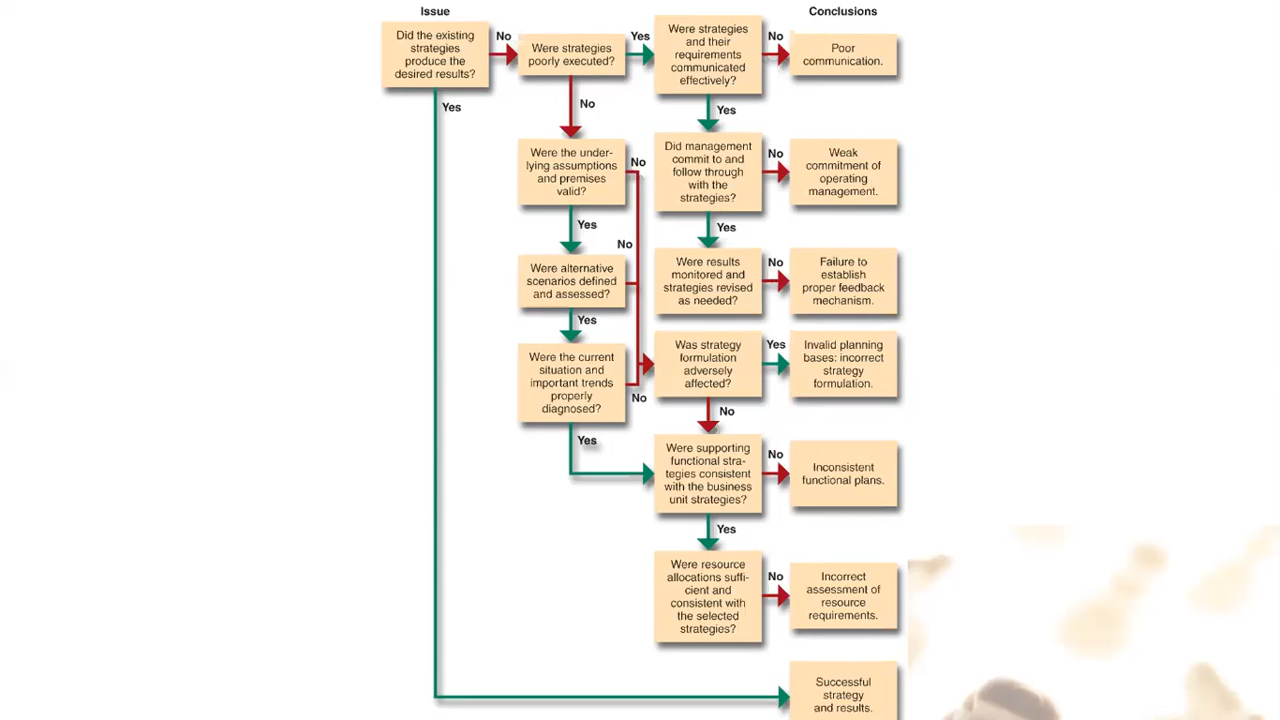 Issue
Conclusions
Did the existing
strategies
produce the
desired results?
No
Were strategies
poorly executed?
Yes
Were strategies
and their
requirements
communicated
effectively?
No
Poor
communication.
Yes
No
Yes
Were the under-
lying assumptions
and premises
valid?
No
Did management
commit to and
follow through
with the
strategies?
No
Weak
commitment of
operating
management.
Yes
Yes
No
Were alternative
scenarios defined
and assessed?
Were results
monitored and
strategies revised
as needed?
No
Failure to
establish
proper feedback
mechanism.
Yes
Were the current
situation and
important trends
properly
diagnosed?
No
Was strategy
formulation
adversely
affected?
Yes
Invalid planning
bases: incorrect
strategy
formulation.
No
Yes
Were supporting
functional stra-
tegies consistent
with the business
unit strategies?
No
Inconsistent
functional plans.
Yes
Were resource
allocations suffi-
cient and
consistent with
the selected
strategies?
No
Incorrect
assessment of
resource
requirements.
Successful
strategy
and results.